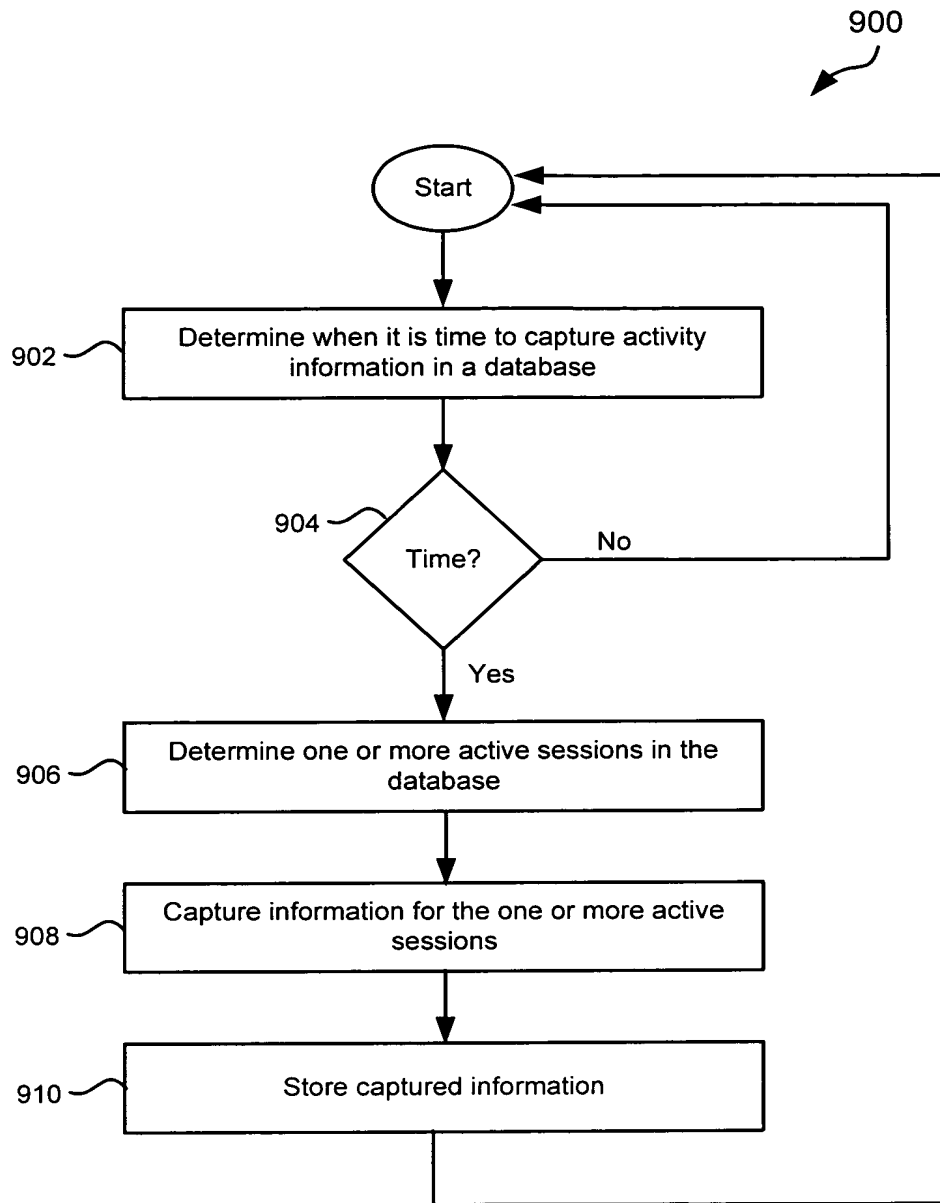 900
Start
902
Determine when it is time to capture activity
information in a database
904
Time?
No
Yes
906
Determine one or more active sessions in the
database
908
Capture information for the one or more active
sessions
910
Store captured information